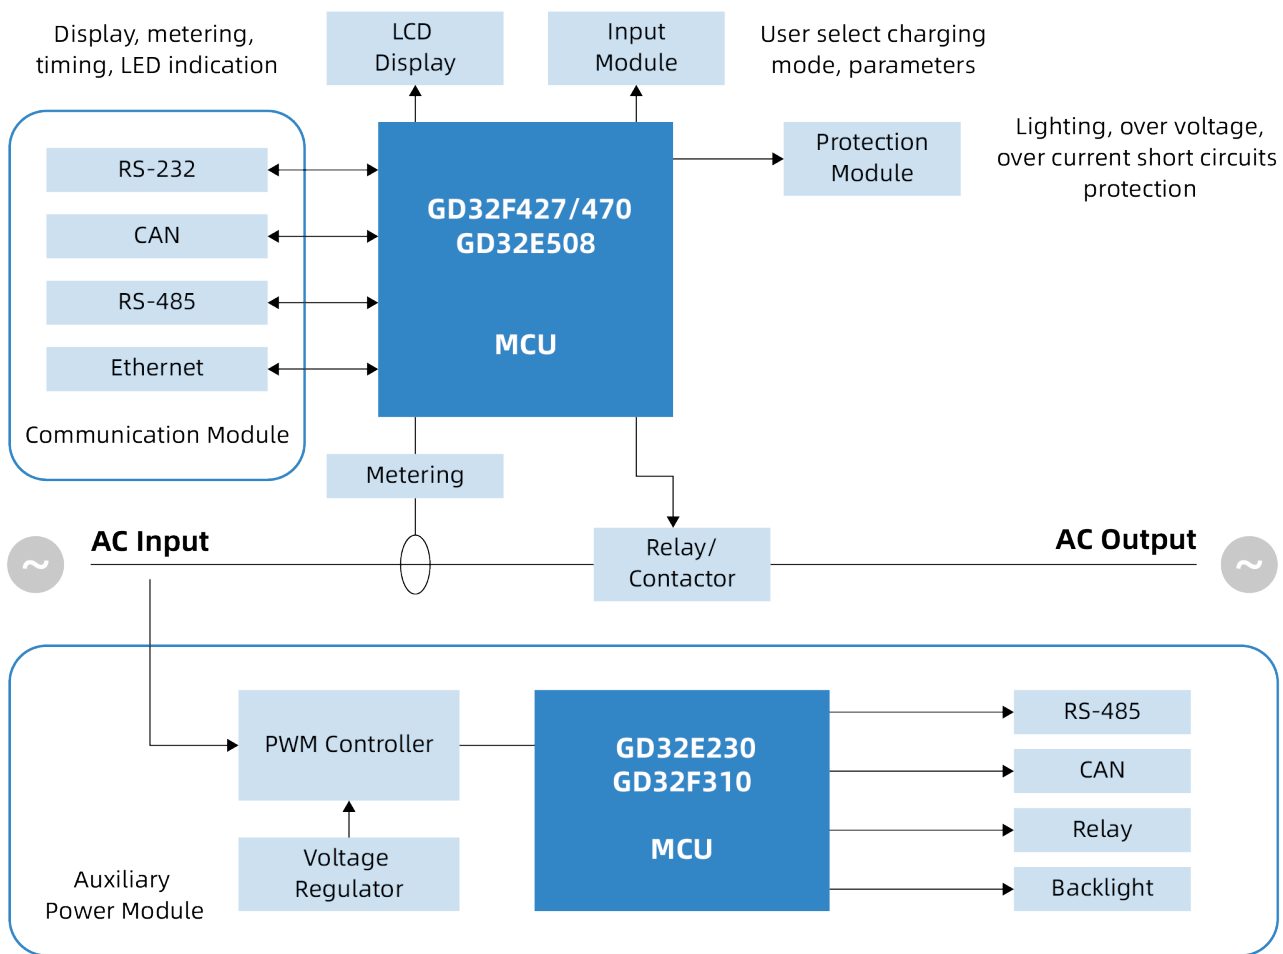 Display, metering,
timing, LED indication
LCD
Display
Input
Module
User select charging
mode, parameters
Protection
Module
Lighting, over voltage,
over current short circuits
protection
RS-232
CAN
RS-485
Ethernet
Communication Module
GD32F427/470
GD32E508
MCU
Metering
AC Input
~
Relay/
Contactor
AC Output
~
PWM Controller
Voltage
Regulator
Auxiliary
Power Module
GD32E230
GD32F310
MCU
RS-485
CAN
Relay
Backlight